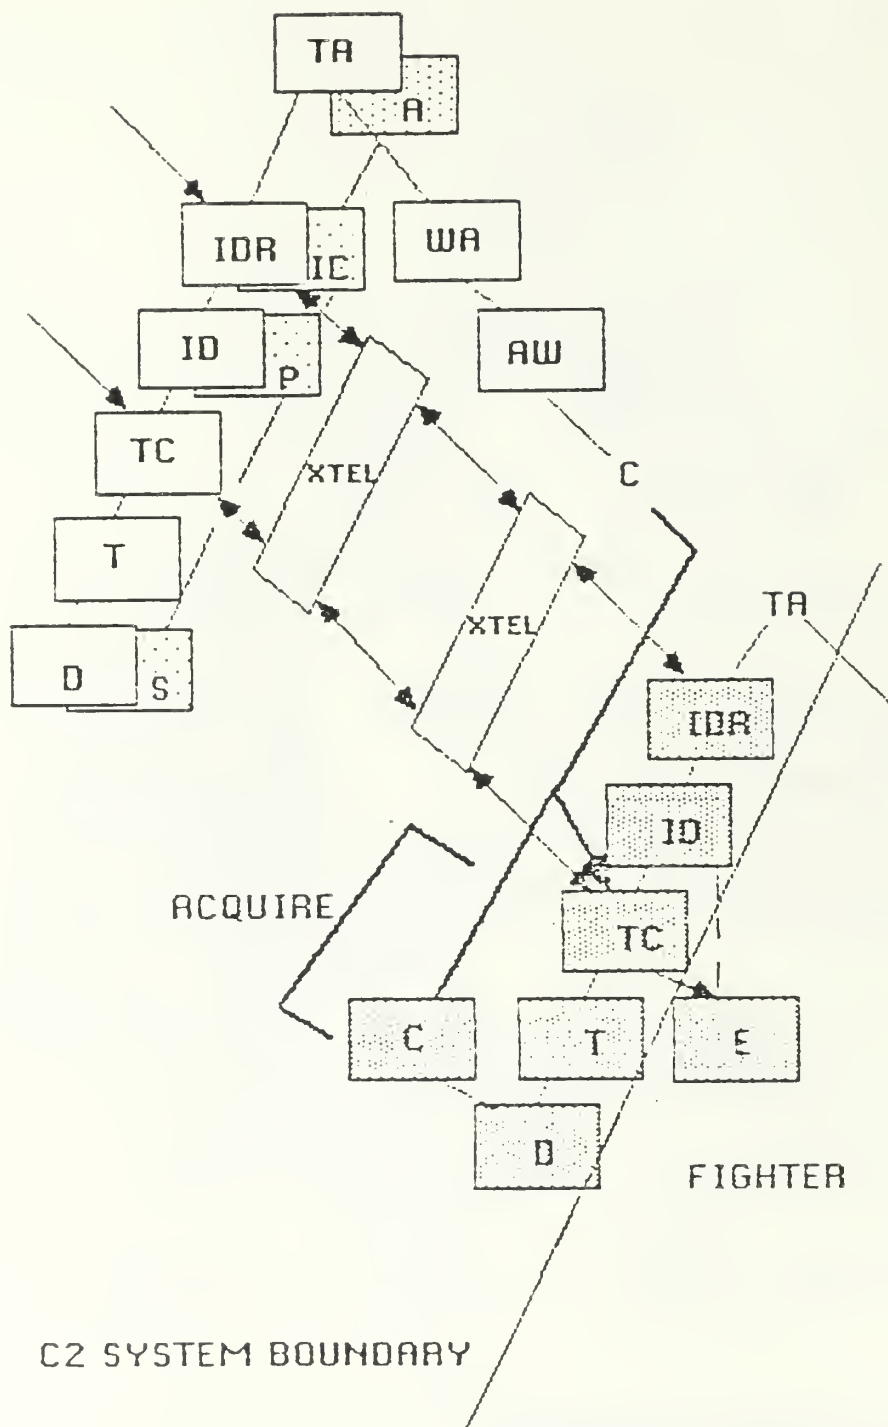 TA
A
IDR
IC
WA
ID
P
AW
TC
XTEL
C
T
XTEL
TA
D
S
IDR
ID
ACQUIRE
TC
C
T
E
D
FIGHTER
C2 SYSTEM BOUNDARY